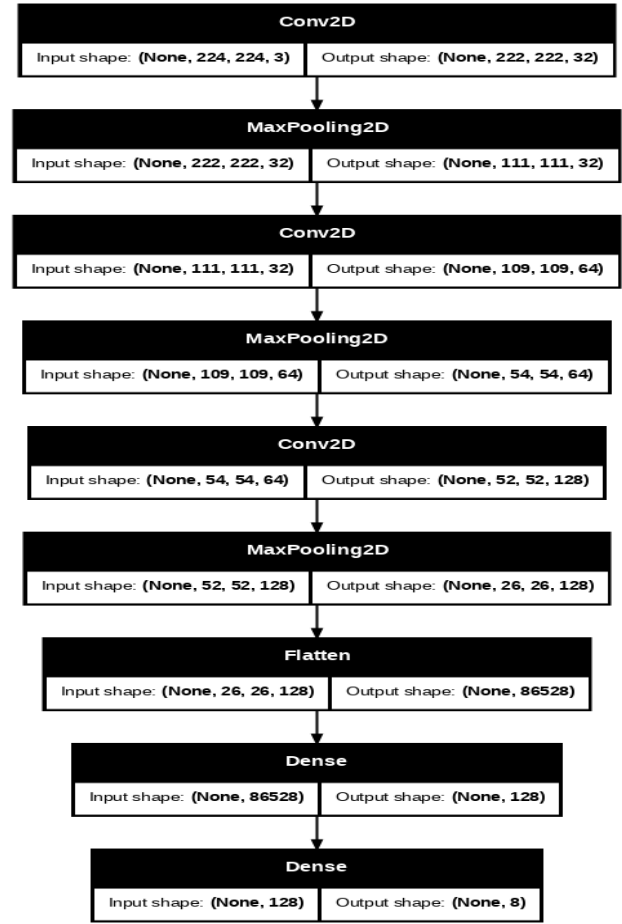 Conv2D
Input shape: (None, 224, 224, 3) Output shape: (None, 222, 222, 32)
MaxPooling2D
Input shape: (None, 222, 222, 32) Output shape: (None, 111, 111, 32)
Conv2D
Input shape: (None, 111, 111, 32) Output shape: (None, 109, 109, 64)
MaxPooling2D
Input shape: (None, 109, 109, 64) Output shape: (None, 54, 54, 64)
Conv2D
Input shape: (None, 54, 54, 64) Output shape: (None, 52, 52, 128)
MaxPooling2D
Input shape: (None, 52, 52, 128) Output shape: (None, 26, 26, 128)
Flatten
Input shape: (None, 26, 26, 128) Output shape: (None, 86528)
Dense
Input shape: (None, 86528) Output shape: (None, 128)
Dense
Input shape: (None, 128) Output shape: (None, 8)